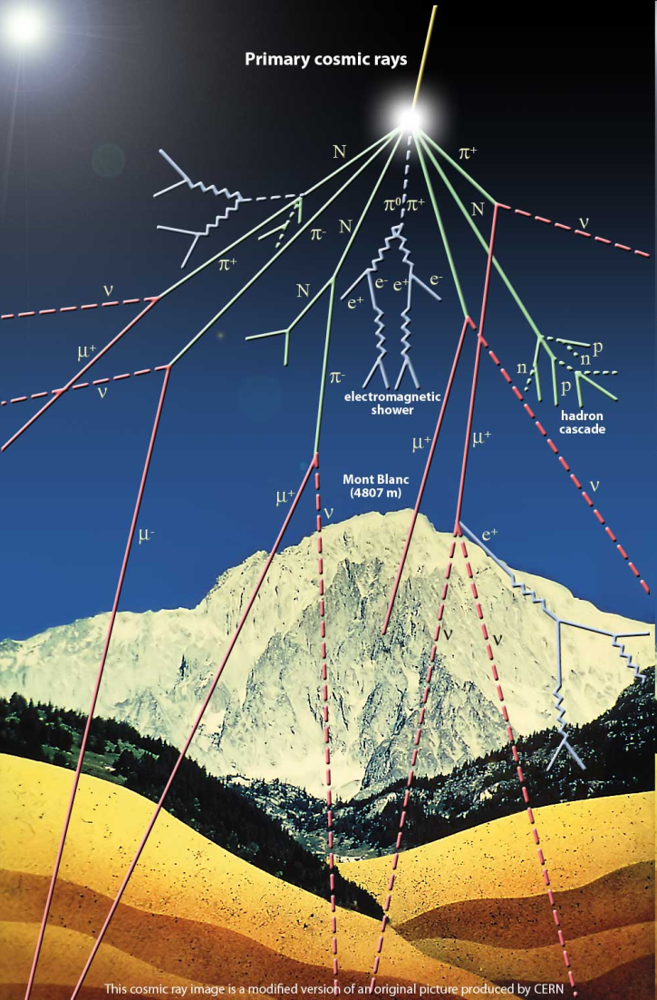 Primary cosmic rays
N
π⁺
π⁰
π⁺
N
N
π⁻
ν
π⁺
ν
N
e⁻
e⁺
e⁻
e⁺
μ⁺
ν
π⁻
p
n
n
p
electromagnetic
shower
hadron
cascade
μ⁺
μ⁺
Mont Blanc
(4807 m)
μ⁺
ν
ν
μ⁻
e⁺
ν
ν
This cosmic ray image is a modified version of an original picture produced by CERN